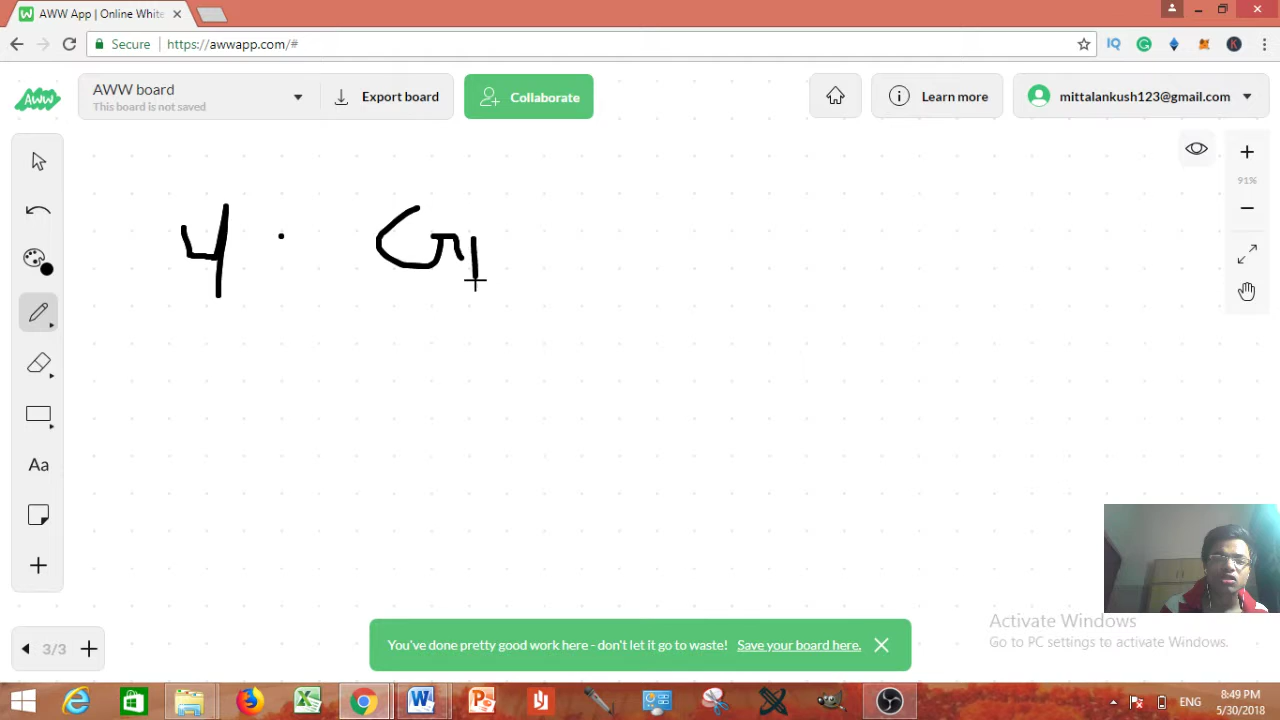 AWW App | Online White
Secure https://awwapp.com/#
AWW board
This board is not saved
Export board
Collaborate
Learn more
mittalankush123@gmail.com
91%
4 .
Aa
3/3
You've done pretty good work here - don't let it go to waste! Save your board here.
Activate Windows
Go to PC settings to activate Windows.
ENG
8:49 PM
5/30/2018